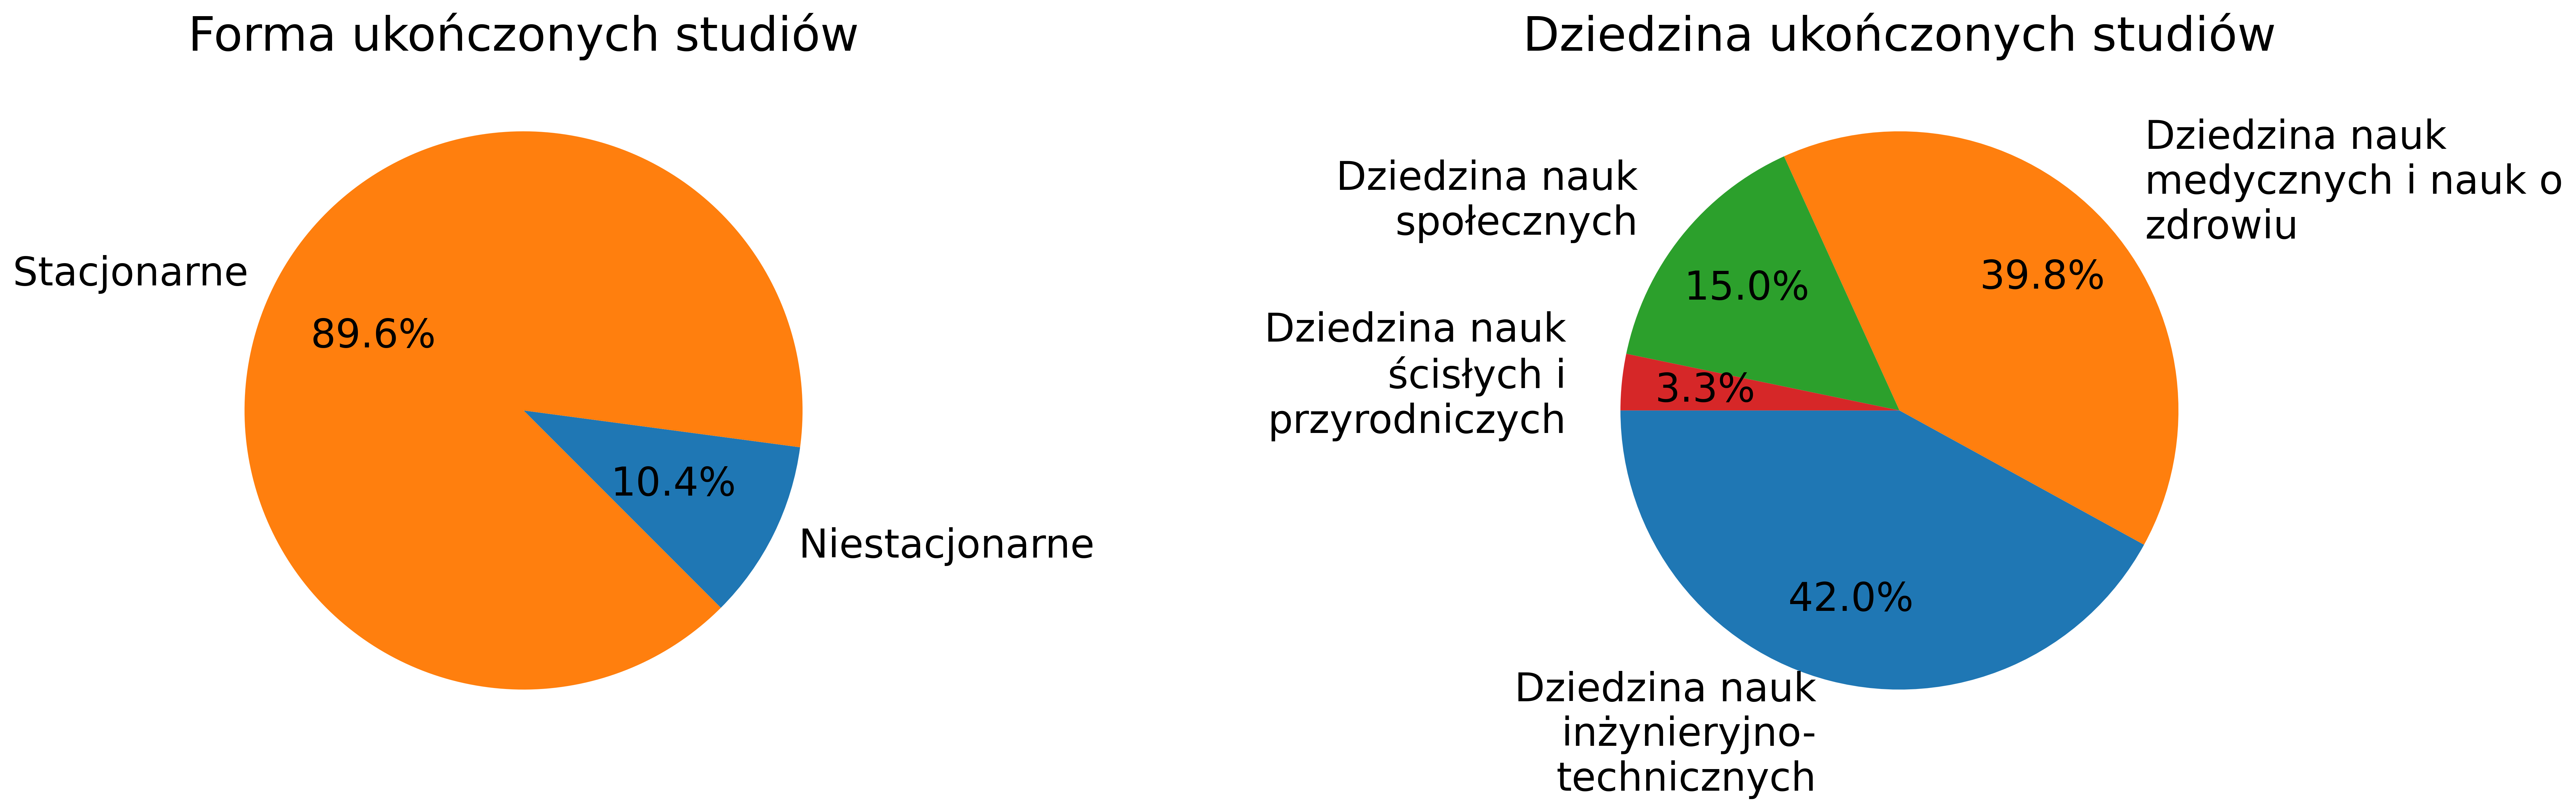 Forma ukończonych studiów
Stacjonarne
89.6%
10.4%
Niestacjonarne
Dziedzina ukończonych studiów
Dziedzina nauk
medycznych i nauk o
zdrowiu
39.8%
Dziedzina nauk
społecznych
15.0%
Dziedzina nauk
ścisłych i
przyrodniczych
3.3%
42.0%
Dziedzina nauk
inżynieryjno-
technicznych